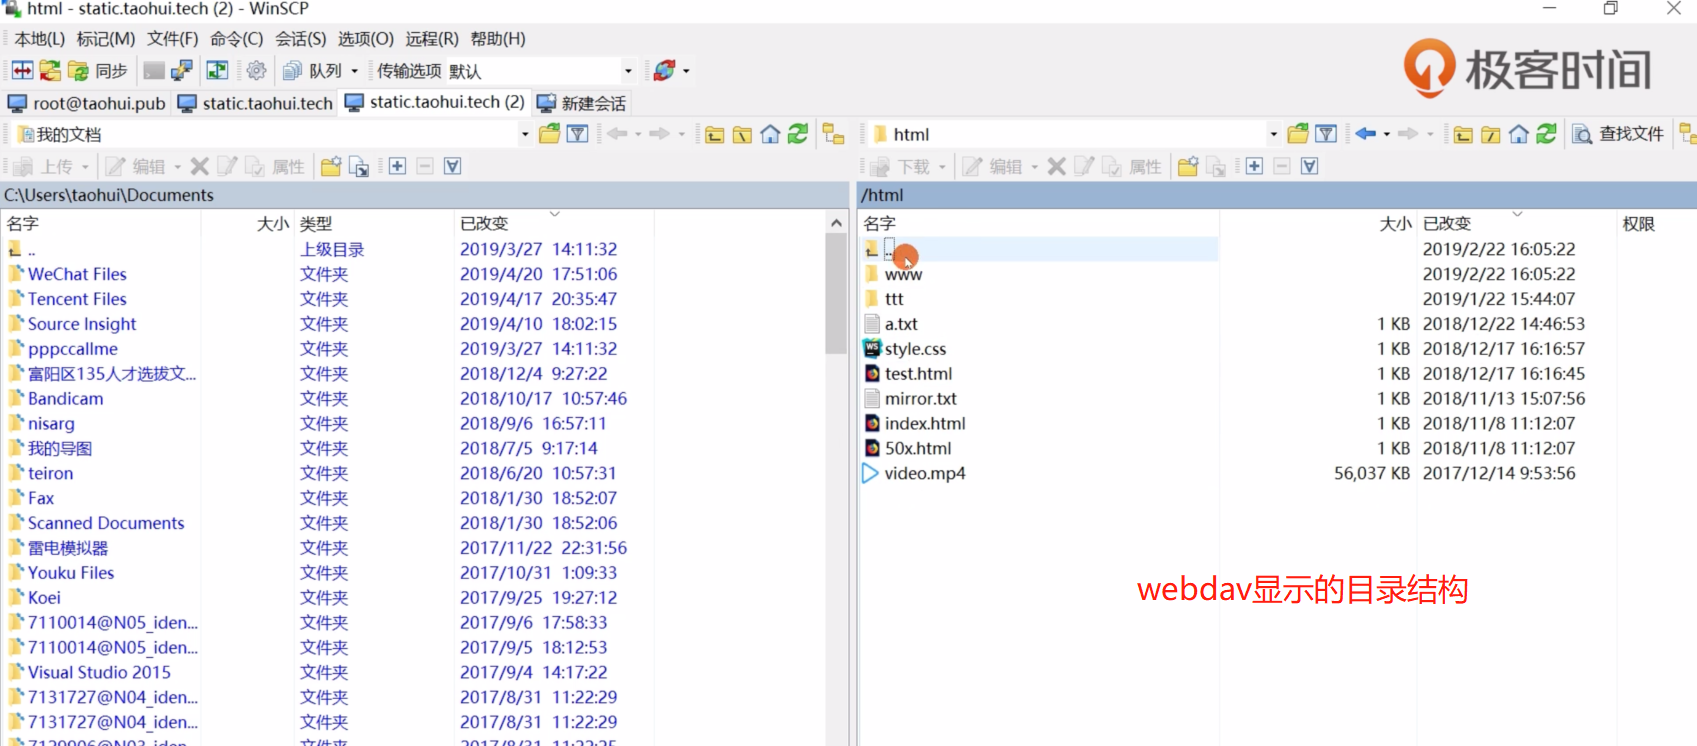 html - static.taohui.tech (2) - WinSCP
本地(L) 标记(M) 文件(F) 命令(C) 会话(S) 选项(O) 远程(R) 帮助(H)
极客时间
同步 队列 传输选项 默认
root@taohui.pub static.taohui.tech static.taohui.tech (2) 新建会话
我的文档 html 查找文件
上传 编辑 属性 下载 编辑 属性
C:\Users\taohui\Documents /html
名字 大小 类型 已改变 名字 大小 已改变 权限
.. 上级目录 2019/3/27 14:11:32 .. 2019/2/22 16:05:22
WeChat Files 文件夹 2019/4/20 17:51:06 www 2019/2/22 16:05:22
Tencent Files 文件夹 2019/4/17 20:35:47 ttt 2019/1/22 15:44:07
Source Insight 文件夹 2019/4/10 18:02:15 a.txt 1 KB 2018/12/22 14:46:53
pppccallme 文件夹 2019/3/27 14:11:32 style.css 1 KB 2018/12/17 16:16:57
富阳区135人才选拔文... 文件夹 2018/12/4 9:27:22 test.html 1 KB 2018/12/17 16:16:45
Bandicam 文件夹 2018/10/17 10:57:46 mirror.txt 1 KB 2018/11/13 15:07:56
nisarg 文件夹 2018/9/6 16:57:11 index.html 1 KB 2018/11/8 11:12:07
我的导图 文件夹 2018/7/5 9:17:14 50x.html 1 KB 2018/11/8 11:12:07
teiron 文件夹 2018/6/20 10:57:31 video.mp4 56,037 KB 2017/12/14 9:53:56
Fax 文件夹 2018/1/30 18:52:07
Scanned Documents 文件夹 2018/1/30 18:52:06
雷电模拟器 文件夹 2017/11/22 22:31:56
Youku Files 文件夹 2017/10/31 1:09:33
Koei 文件夹 2017/9/25 19:27:12
webdav显示的目录结构
7110014@N05_iden... 文件夹 2017/9/6 17:58:33
7110014@N05_iden... 文件夹 2017/9/5 18:12:53
Visual Studio 2015 文件夹 2017/9/4 14:17:22
7131727@N04_iden... 文件夹 2017/8/31 11:22:29
7131727@N04_iden... 文件夹 2017/8/31 11:22:29